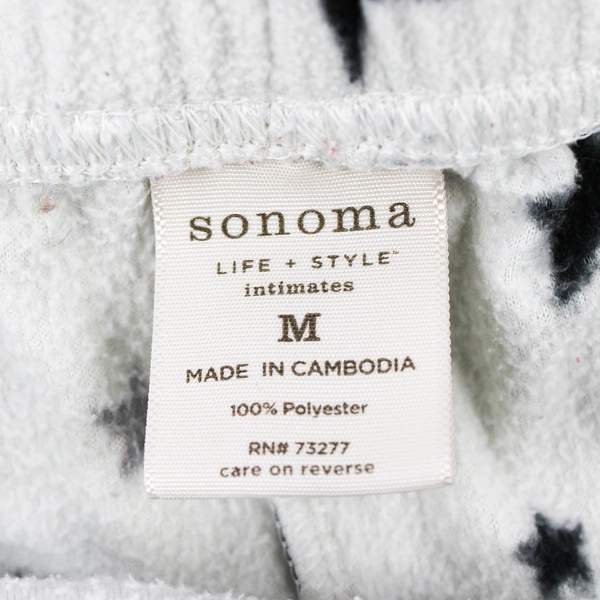 sonoma
LIFE + STYLE™
intimates
M
MADE IN CAMBODIA
100% Polyester
RN# 73277
care on reverse